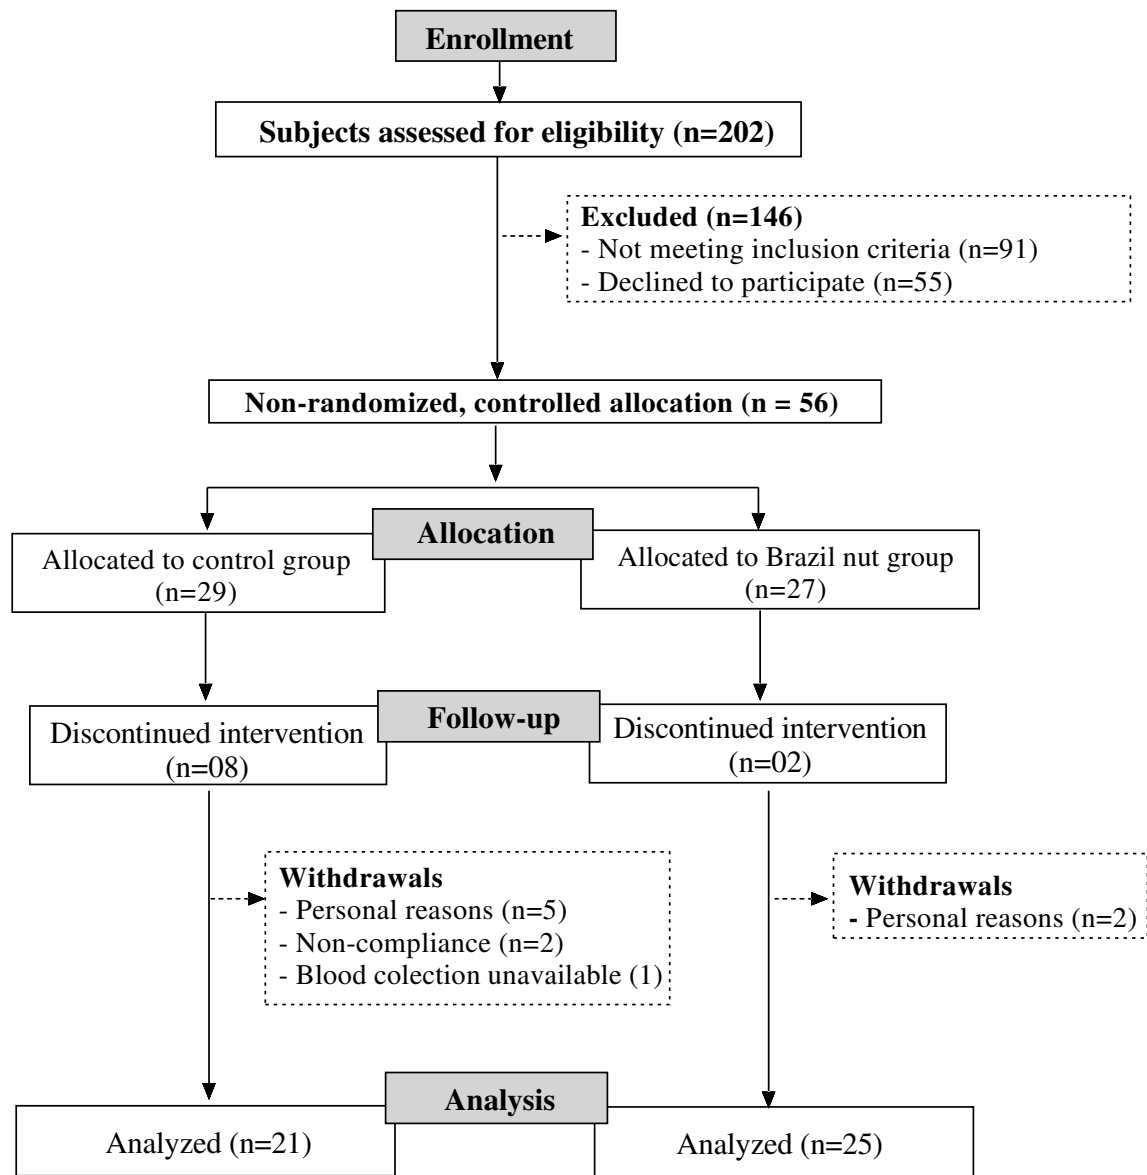 Enrollment
Subjects assessed for eligibility (n=202)
Excluded (n=146)
- Not meeting inclusion criteria (n=91)
- Declined to participate (n=55)
Non-randomized, controlled allocation (n = 56)
Allocation
Allocated to control group
(n=29)
Allocated to Brazil nut group
(n=27)
Follow-up
Discontinued intervention
(n=08)
Discontinued intervention
(n=02)
Withdrawals
- Personal reasons (n=5)
- Non-compliance (n=2)
- Blood colection unavailable (1)
Withdrawals
- Personal reasons (n=2)
Analysis
Analyzed (n=21)
Analyzed (n=25)